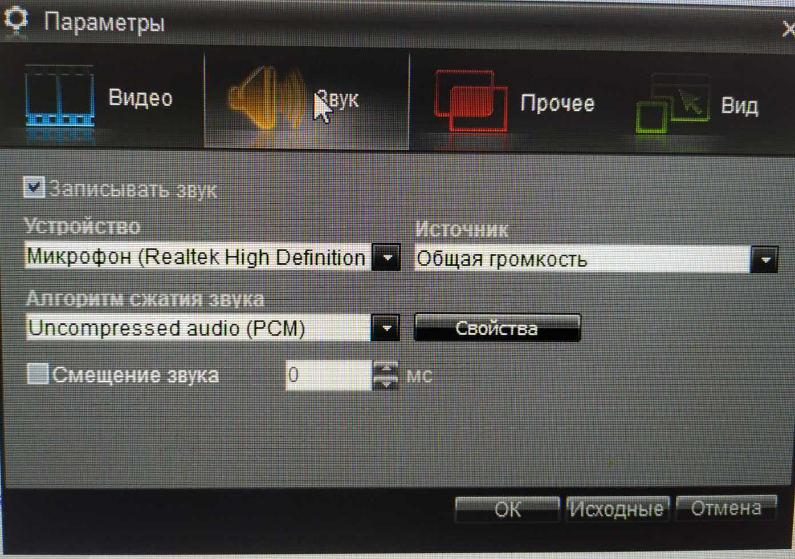 Параметры
Видео
Звук
Прочее
Вид
Записывать звук
Устройство
Источник
Микрофон (Realtek High Definition
Общая громкость
Алгоритм сжатия звука
Uncompressed audio (PCM)
Свойства
Смещение звука
0
мс
ОК
Исходные
Отмена